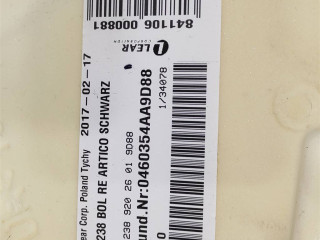 841106 000881
LEAR
CORPORATION
ear Corp. Poland Tychy 2017-02-17
238 BOL RE ARTICO SCHWARZ
238 920 26 01 9D88
und.Nr:0460354AA9D88
1/34078